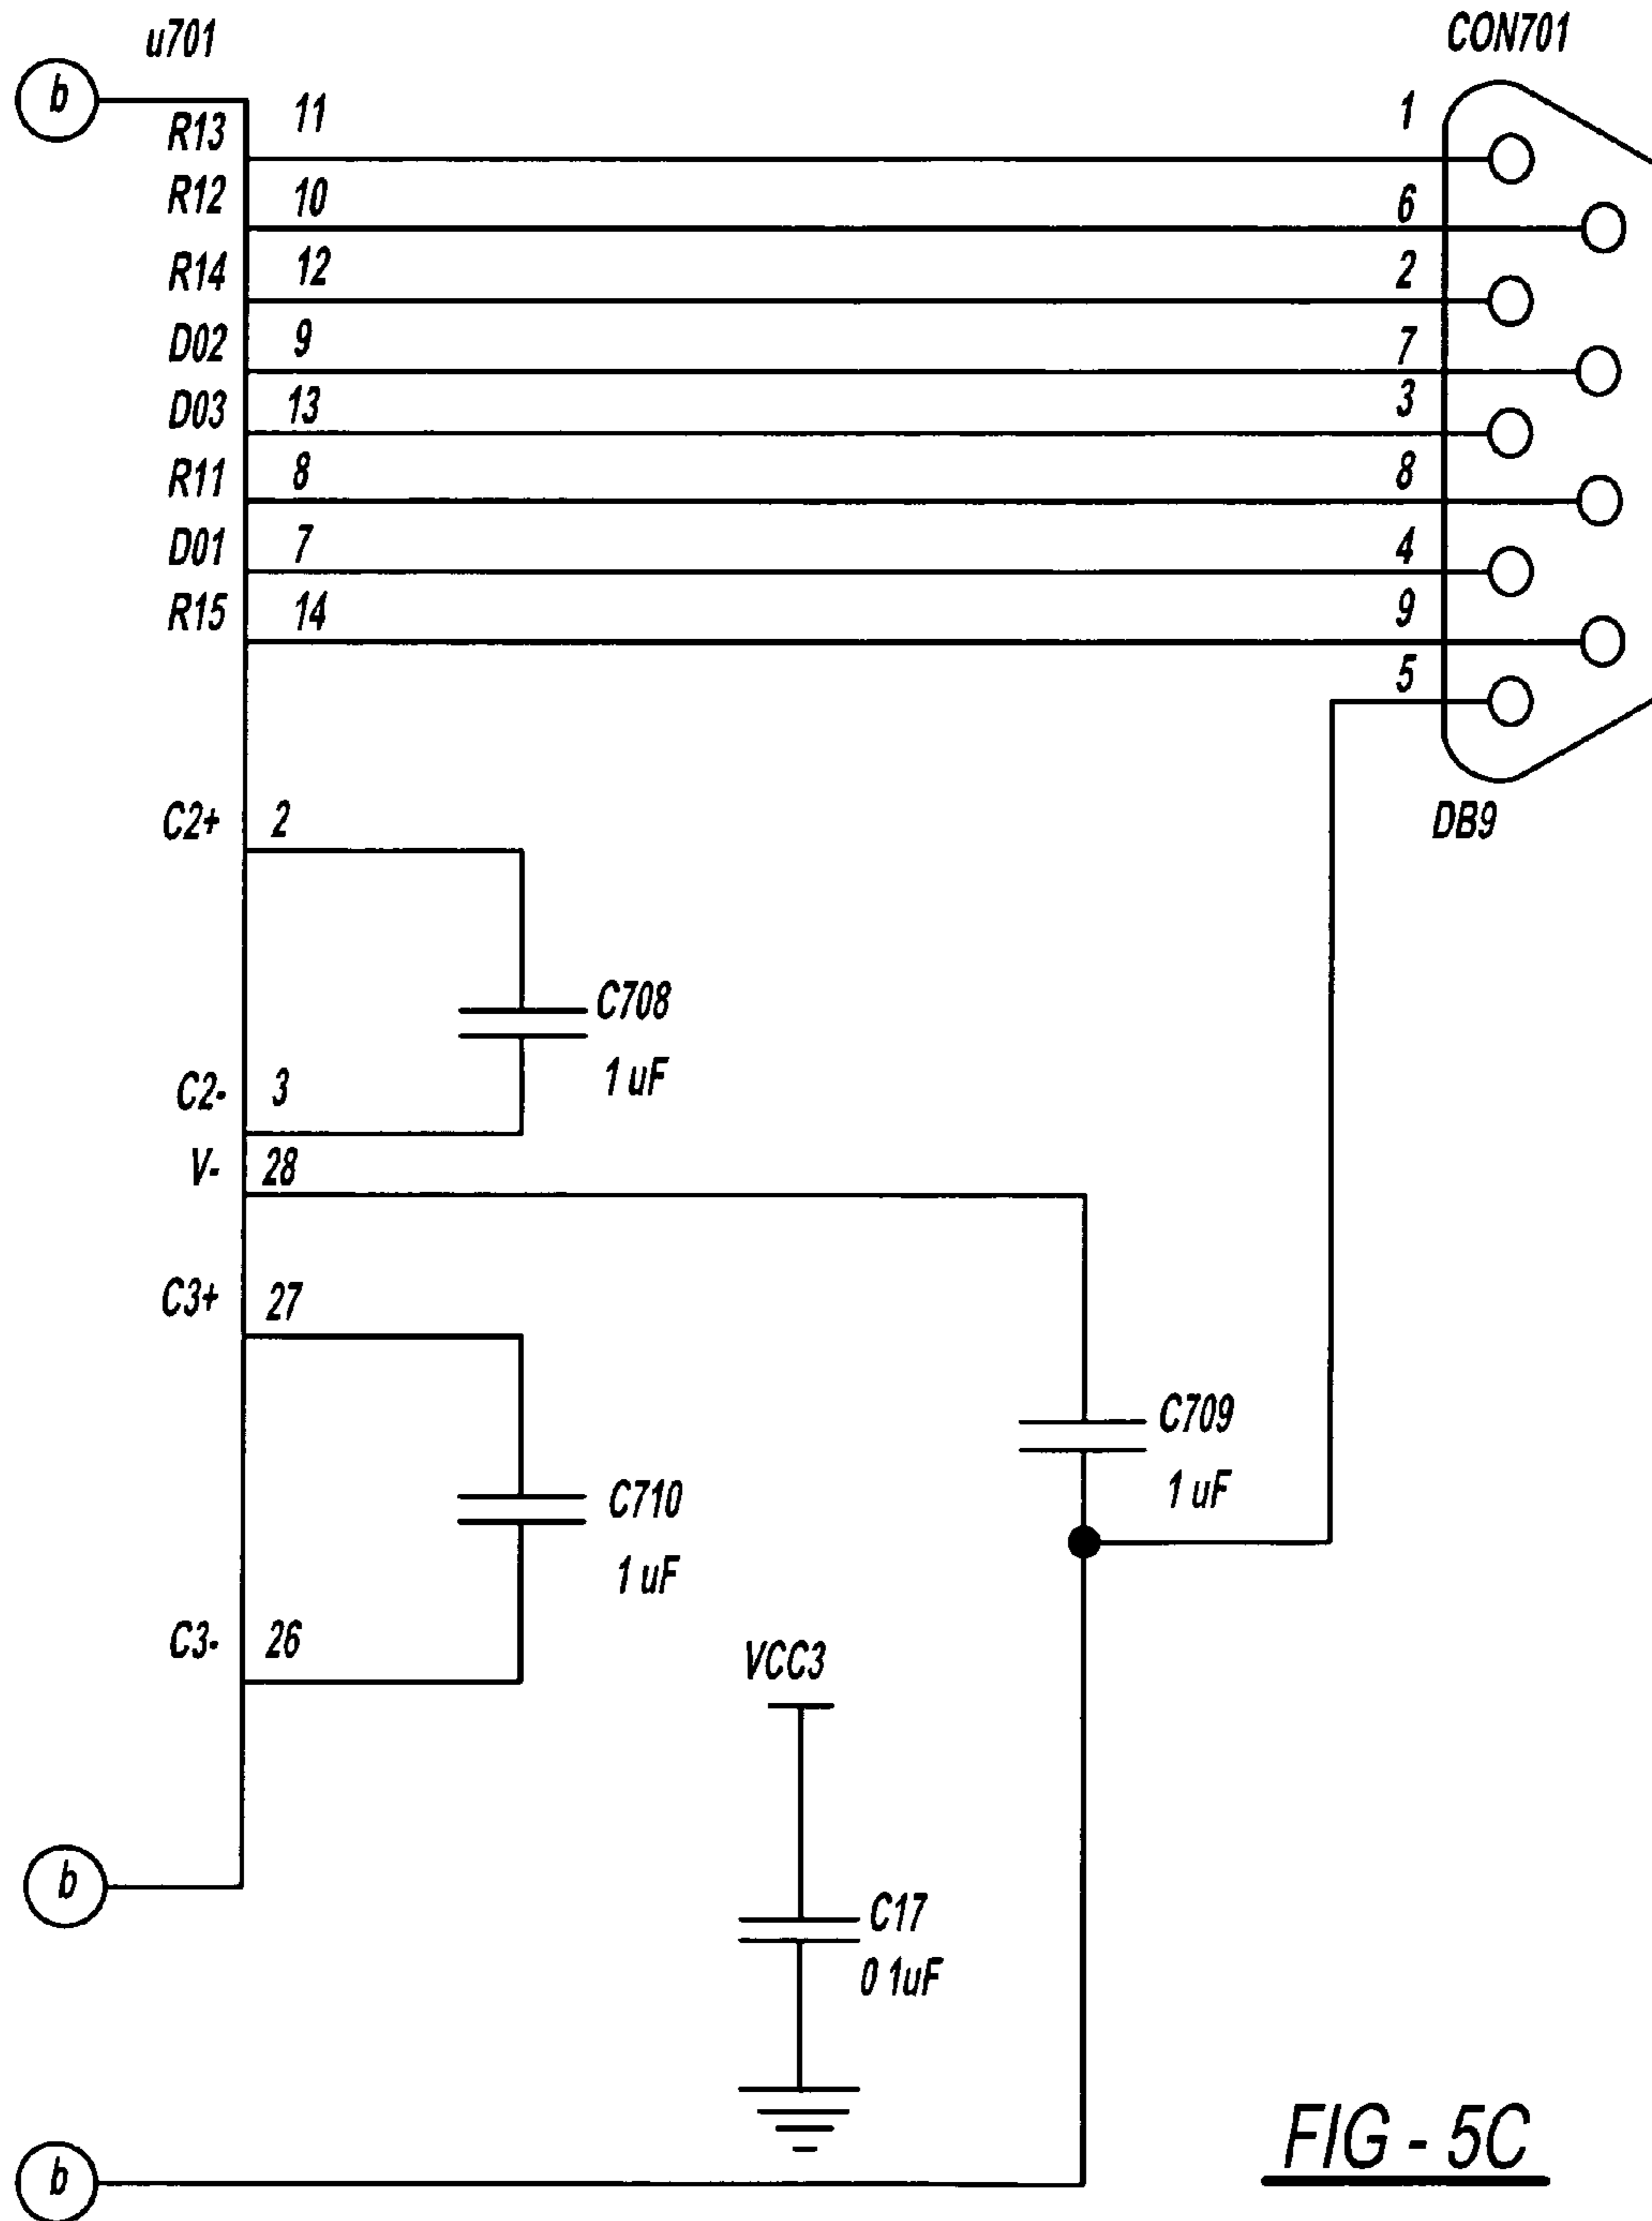 u701
CON701
b
R13 11 1
R12 10 6
R14 12 2
D02 9 7
D03 13 3
R11 8 8
D01 7 4
R15 14 9
5
C2+ 2
DB9
C708
1 uF
C2- 3
V- 28
C3+ 27
C709
1 uF
C710
1 uF
C3- 26
VCC3
b
C17
0 1uF
b
FIG - 5C